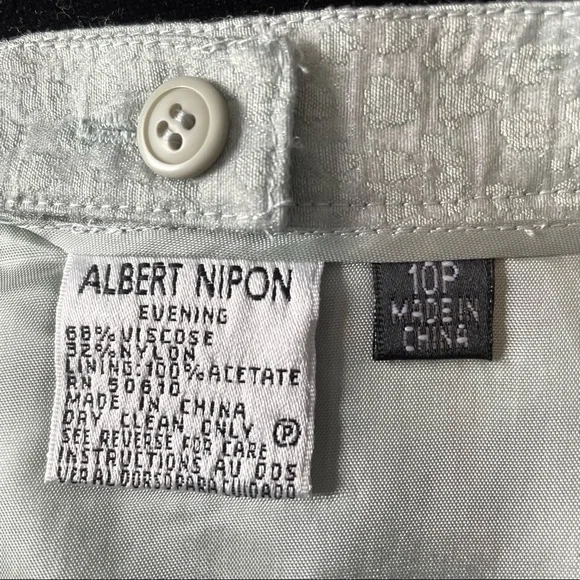 ALBERT NIPON
EVENING
68% VISCOSE
32% NYLON
LINING: 100% ACETATE
RN 50610
MADE IN CHINA
DRY CLEAN ONLY
P
SEE REVERSE FOR CARE
INSTRUCTIONS AU DOS
VER AL DORSO PARA CUIDADO
10P
MADE IN
CHINA